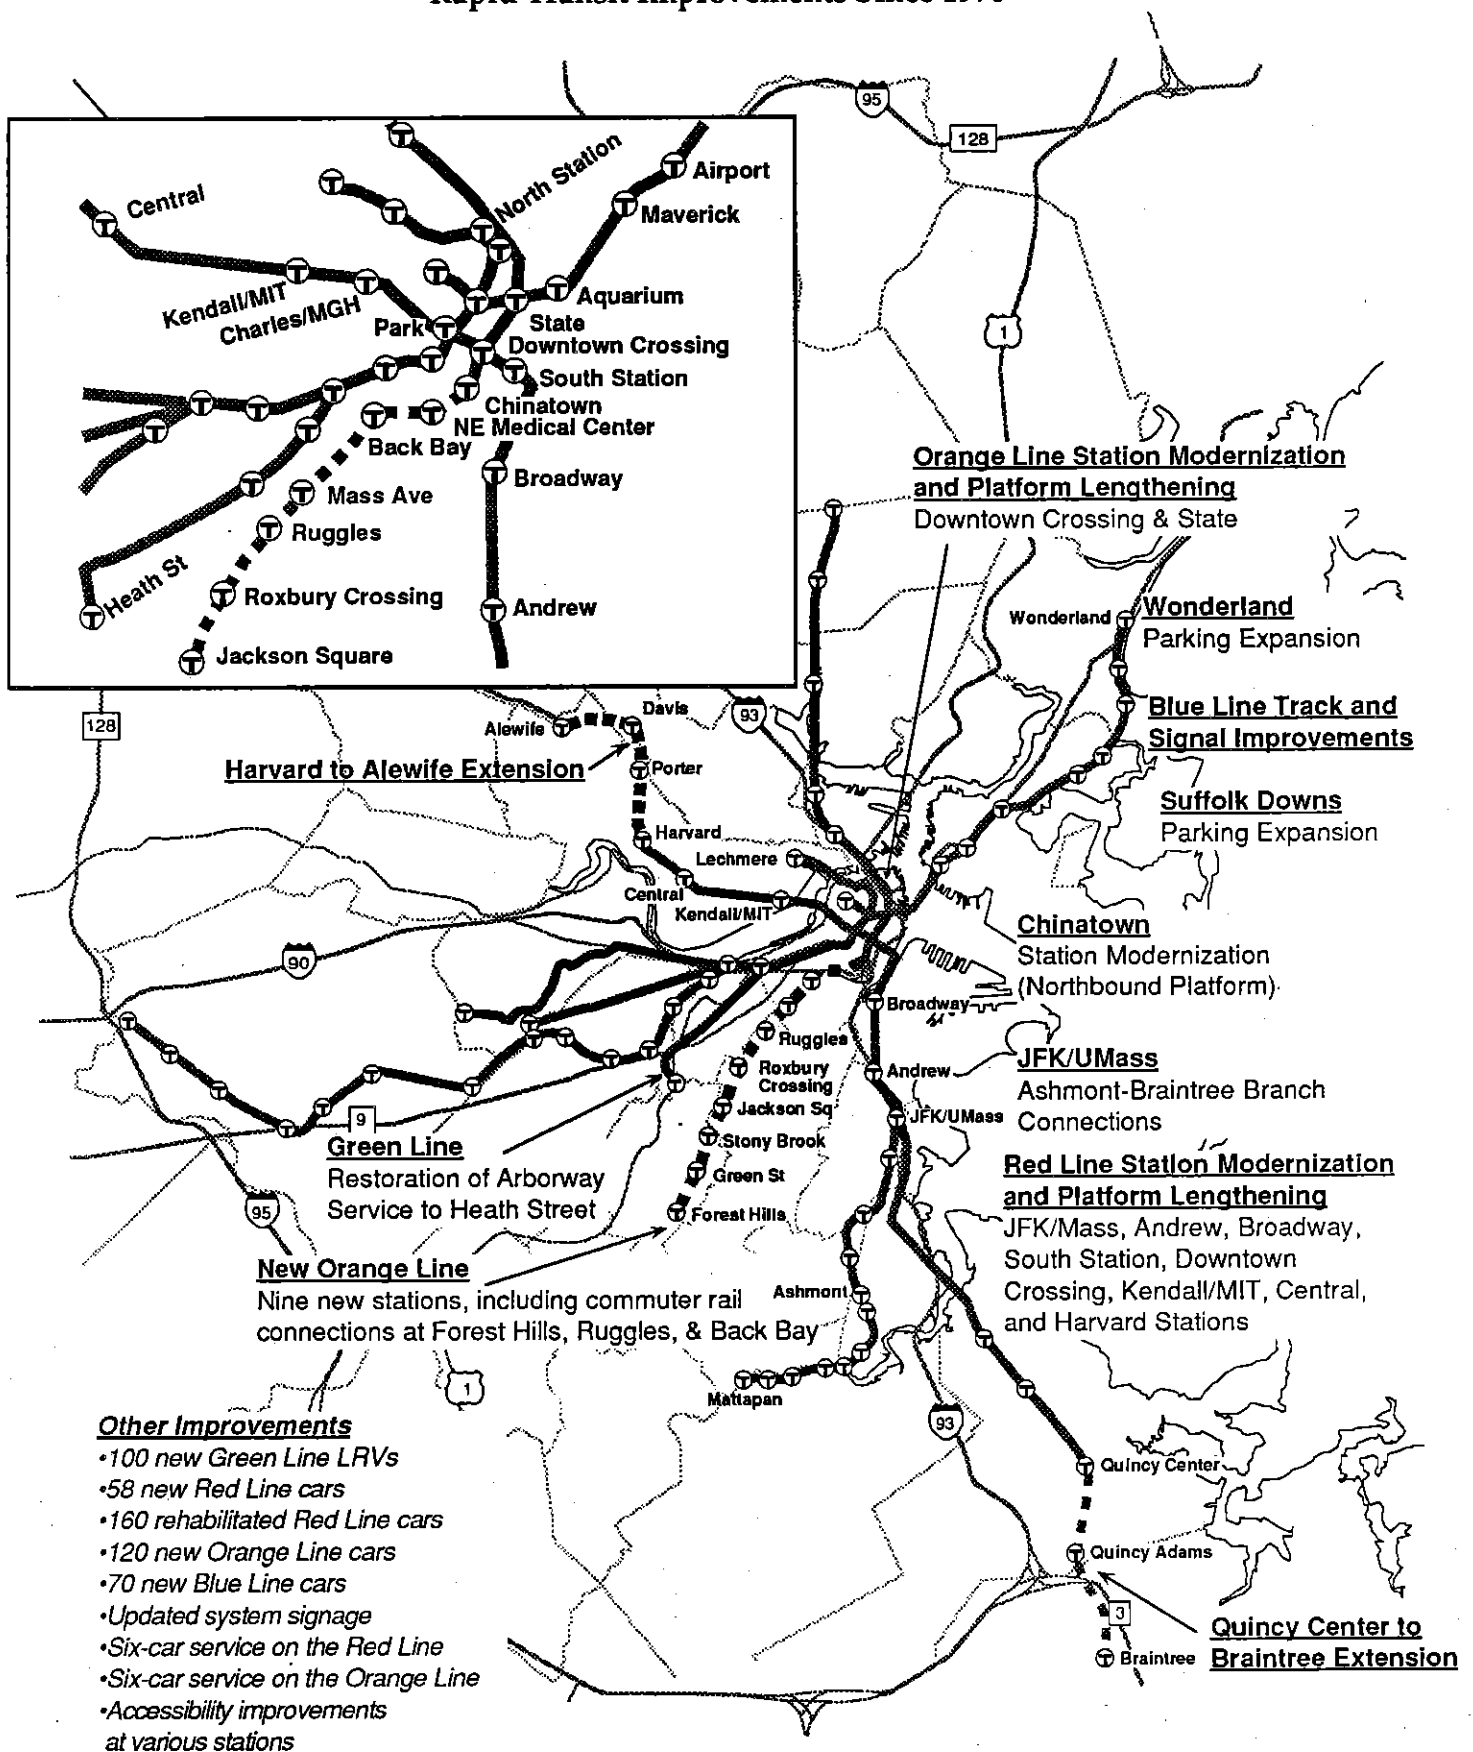 Rapid Transit Improvements Since
95
128
Central
North Station
Airport
Maverick
Kendall/MIT
Charles/MGH
Aquarium
Park
State
Downtown Crossing
South Station
Chinatown
NE Medical Center
Back Bay
Broadway
Mass Ave
Ruggles
Heath St
Roxbury Crossing
Andrew
Jackson Square
1
Orange Line Station Modernization
and Platform Lengthening
Downtown Crossing & State
Wonderland
Wonderland
Parking Expansion
128
93
Alewife
Davis
Blue Line Track and
Signal Improvements
Harvard to Alewife Extension
Porter
Suffolk Downs
Parking Expansion
Harvard
Lechmere
Central
Kendall/MIT
Chinatown
Station Modernization
(Northbound Platform)
90
Broadway
Ruggles
Roxbury
Crossing
Andrew
JFK/UMass
Ashmont-Braintree Branch
Connections
Jackson Sq
JFK/UMass
9
Green Line
Restoration of Arborway
Service to Heath Street
Stony Brook
Green St
Forest Hills
Red Line Station Modernization
and Platform Lengthening
JFK/Mass, Andrew, Broadway,
South Station, Downtown
Crossing, Kendall/MIT, Central,
and Harvard Stations
95
New Orange Line
Nine new stations, including commuter rail
connections at Forest Hills, Ruggles, & Back Bay
Ashmont
Mattapan
1
93
Other Improvements
•100 new Green Line LRVs
•58 new Red Line cars
•160 rehabilitated Red Line cars
•120 new Orange Line cars
•70 new Blue Line cars
•Updated system signage
•Six-car service on the Red Line
•Six-car service on the Orange Line
•Accessibility improvements
at various stations
Quincy Center
Quincy Adams
3
Quincy Center to
Braintree Extension
Braintree